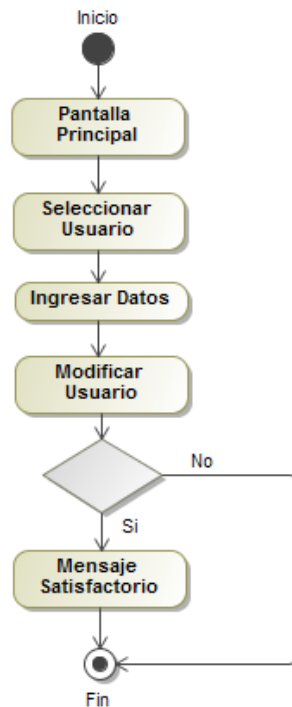 Inicio
Pantalla
Principal
Seleccionar
Usuario
Ingresar Datos
Modificar
Usuario
No
Si
Mensaje
Satisfactorio
Fin